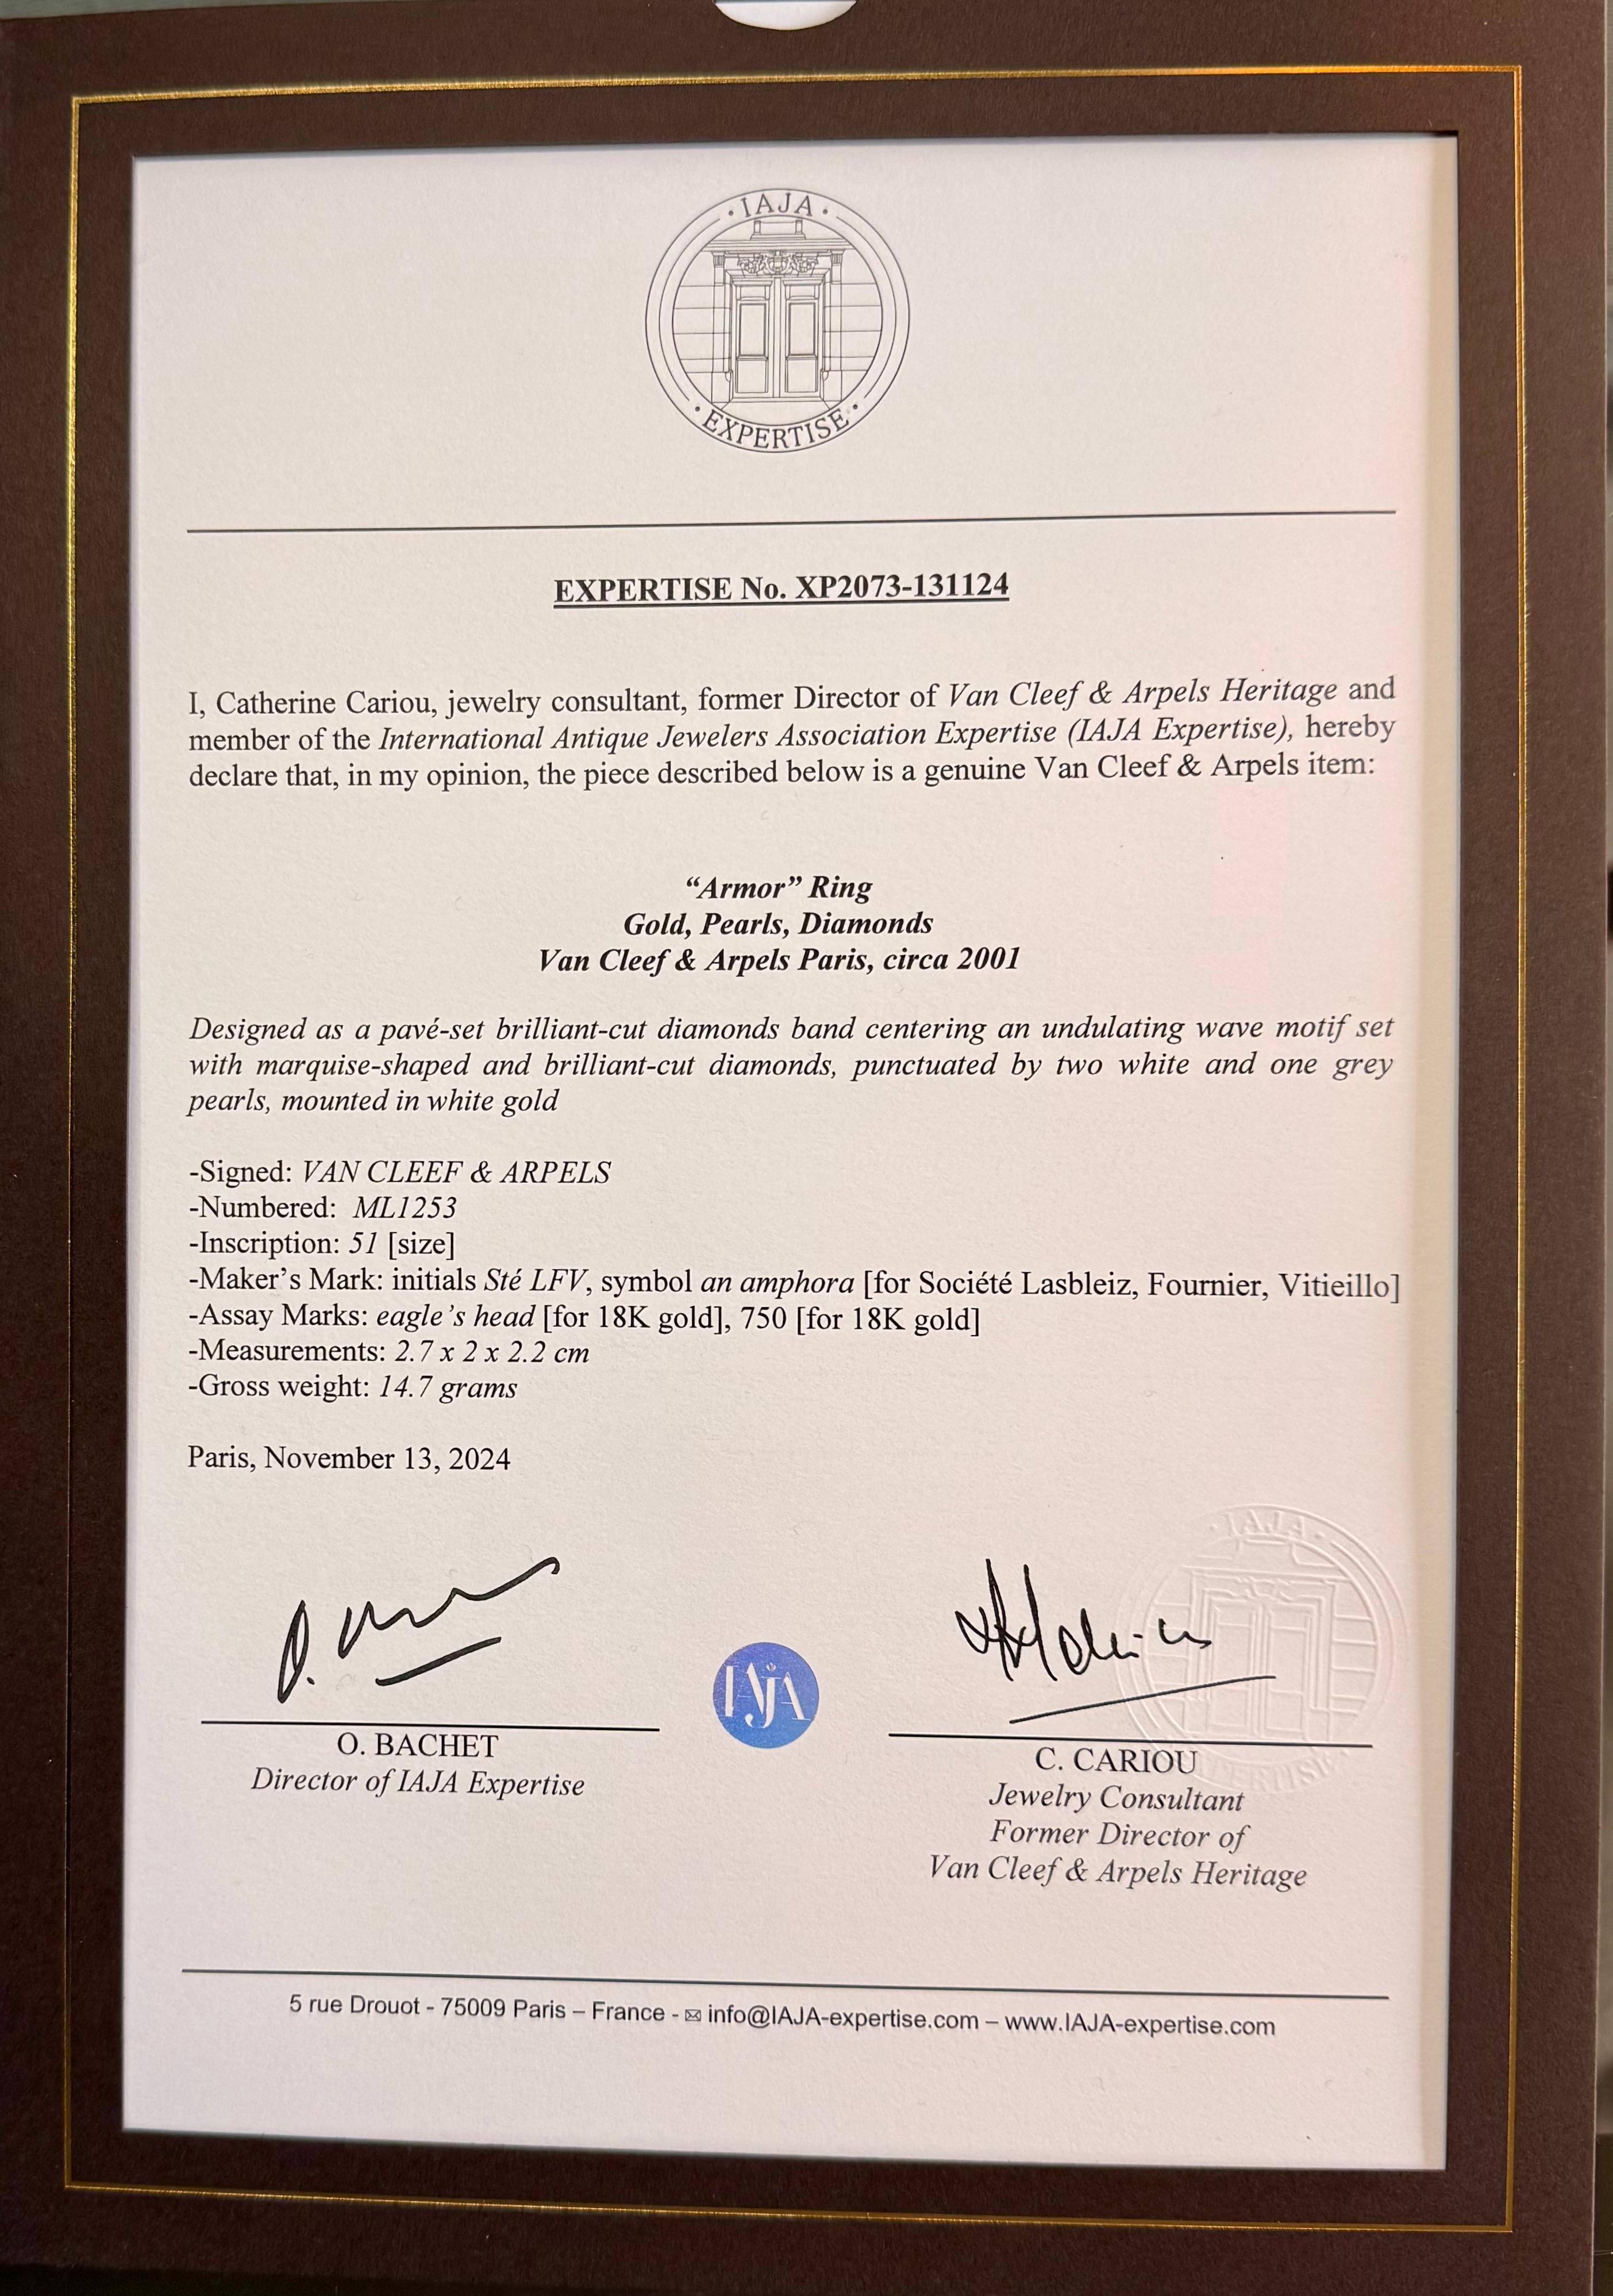 · IAJA ·
· EXPERTISE ·
EXPERTISE No. XP2073-131124
I, Catherine Cariou, jewelry consultant, former Director of Van Cleef & Arpels Heritage and
member of the International Antique Jewelers Association Expertise (IAJA Expertise), hereby
declare that, in my opinion, the piece described below is a genuine Van Cleef & Arpels item:
“Armor” Ring
Gold, Pearls, Diamonds
Van Cleef & Arpels Paris, circa 2001
Designed as a pavé-set brilliant-cut diamonds band centering an undulating wave motif set
with marquise-shaped and brilliant-cut diamonds, punctuated by two white and one grey
pearls, mounted in white gold
-Signed: VAN CLEEF & ARPELS
-Numbered: ML1253
-Inscription: 51 [size]
-Maker’s Mark: initials Sté LFV, symbol an amphora [for Société Lasbleiz, Fournier, Vitieillo]
-Assay Marks: eagle’s head [for 18K gold], 750 [for 18K gold]
-Measurements: 2.7 x 2 x 2.2 cm
-Gross weight: 14.7 grams
Paris, November 13, 2024
· IAJA ·
EXPERTISE
IAJA
O. BACHET
Director of IAJA Expertise
C. CARIOU
Jewelry Consultant
Former Director of
Van Cleef & Arpels Heritage
5 rue Drouot - 75009 Paris – France - ✉ info@IAJA-expertise.com – www.IAJA-expertise.com